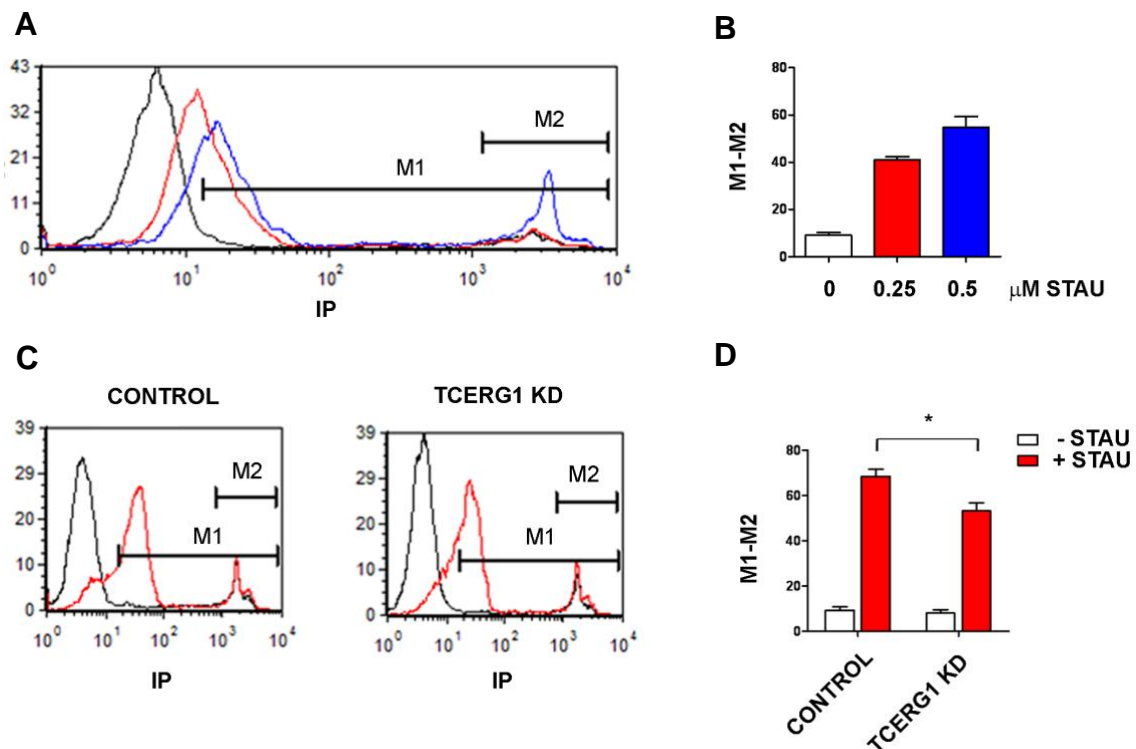 A
43
32
21
11
0
M2
M1
10^0 10^1 10^2 10^3 10^4
IP
B
M1-M2
80
60
40
20
0
0 0.25 0.5 μM STAU
C
CONTROL
39
29
20
10
0
M2
M1
10^0 10^1 10^2 10^3 10^4
IP
TCERG1 KD
39
29
20
10
0
M2
M1
10^0 10^1 10^2 10^3 10^4
IP
D
- STAU
+ STAU
*
M1-M2
80
60
40
20
0
CONTROL
TCERG1 KD